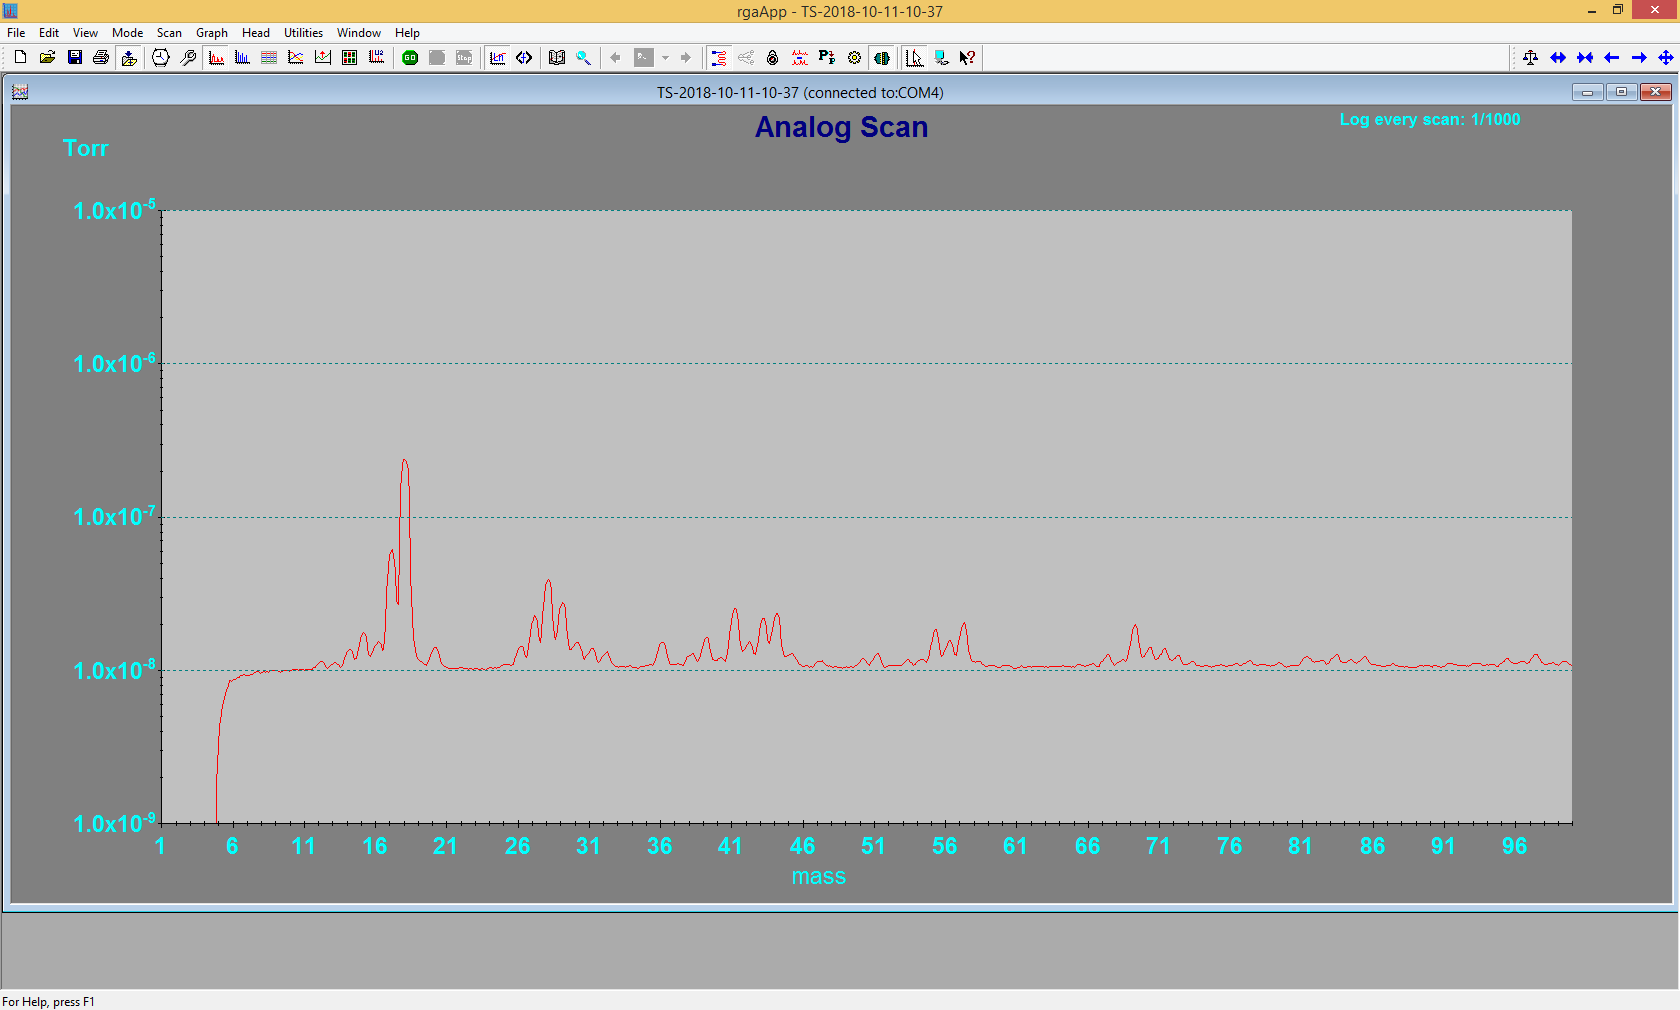 rgaApp - TS-2018-10-11-10-37
File Edit View Mode Scan Graph Head Utilities Window Help
GO Stop
TS-2018-10-11-10-37 (connected to:COM4)
Analog Scan
Log every scan: 1/1000
Torr
1.0x10^-5
1.0x10^-6
1.0x10^-7
1.0x10^-8
1.0x10^-9
1 6 11 16 21 26 31 36 41 46 51 56 61 66 71 76 81 86 91 96
mass
For Help, press F1